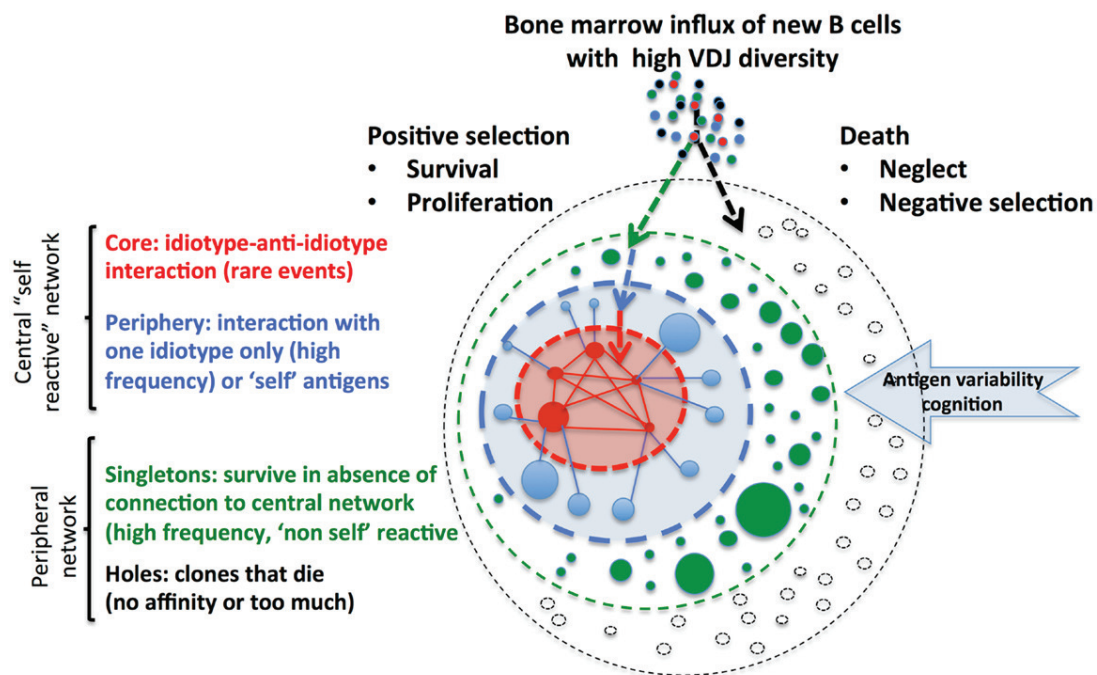 Bone marrow influx of new B cells
with high VDJ diversity
Positive selection
• Survival
• Proliferation
Death
• Neglect
• Negative selection
Central “self
reactive” network
Core: idiotype-anti-idiotype
interaction (rare events)
Periphery: interaction with
one idiotype only (high
frequency) or ‘self’ antigens
Antigen variability
cognition
Peripheral
network
Singletons: survive in absence of
connection to central network
(high frequency, ‘non self’ reactive
Holes: clones that die
(no affinity or too much)